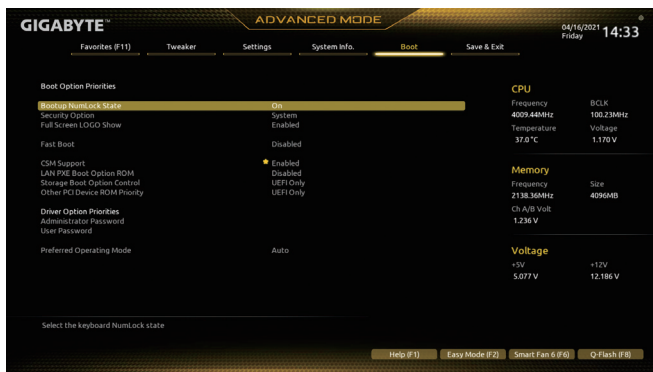 GIGABYTE™
ADVANCED MODE
04/16/2021 Friday 14:33
Favorites (F11) Tweaker Settings System Info. Boot Save & Exit
Boot Option Priorities
Bootup NumLock State On
Security Option System
Full Screen LOGO Show Enabled
Fast Boot Disabled
CSM Support Enabled
LAN PXE Boot Option ROM Disabled
Storage Boot Option Control UEFI Only
Other PCI Device ROM Priority UEFI Only
Driver Option Priorities
Administrator Password
User Password
Preferred Operating Mode Auto
CPU
Frequency BCLK
4009.44MHz 100.23MHz
Temperature Voltage
37.0 °C 1.170 V
Memory
Frequency Size
2138.36MHz 4096MB
Ch A/B Volt
1.236 V
Voltage
+5V +12V
5.077 V 12.186 V
Select the keyboard NumLock state
Help (F1) Easy Mode (F2) Smart Fan 6 (F6) Q-Flash (F8)